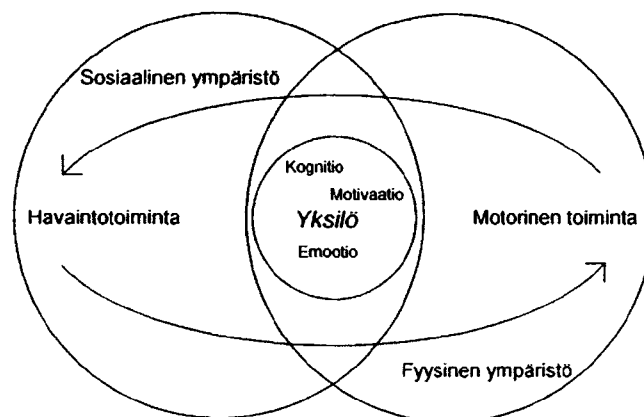 Sosiaalinen ympäristö
Kognitio
Motivaatio
Havaintotoiminta
Yksilö
Motorinen toiminta
Emootio
Fyysinen ympäristö